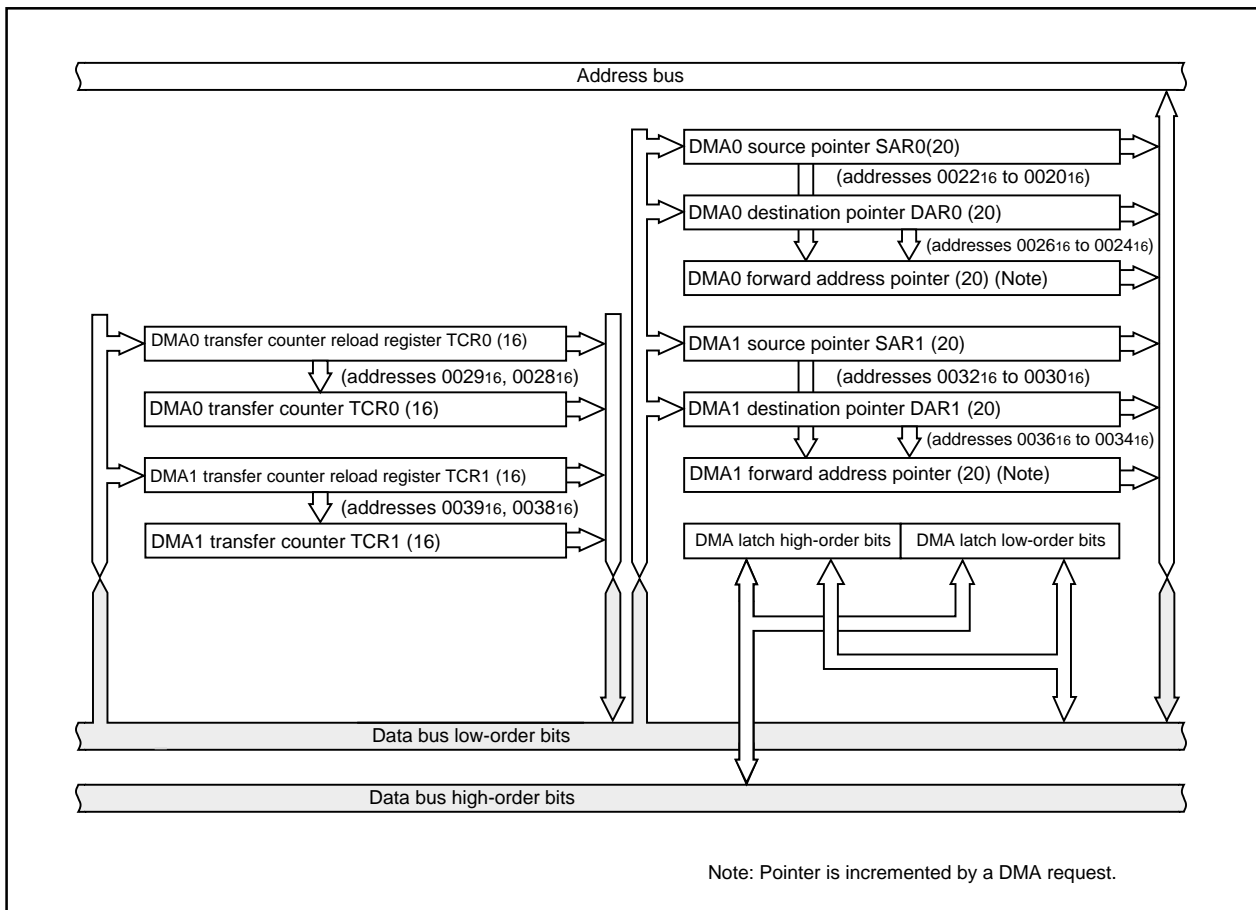 Address bus
DMA0 source pointer SAR0(20)
(addresses 0022₁₆ to 0020₁₆)
DMA0 destination pointer DAR0 (20)
(addresses 0026₁₆ to 0024₁₆)
DMA0 forward address pointer (20) (Note)
DMA0 transfer counter reload register TCR0 (16)
(addresses 0029₁₆, 0028₁₆)
DMA0 transfer counter TCR0 (16)
DMA1 transfer counter reload register TCR1 (16)
(addresses 0039₁₆, 0038₁₆)
DMA1 transfer counter TCR1 (16)
DMA1 source pointer SAR1 (20)
(addresses 0032₁₆ to 0030₁₆)
DMA1 destination pointer DAR1 (20)
(addresses 0036₁₆ to 0034₁₆)
DMA1 forward address pointer (20) (Note)
DMA latch high-order bits
DMA latch low-order bits
Data bus low-order bits
Data bus high-order bits
Note: Pointer is incremented by a DMA request.